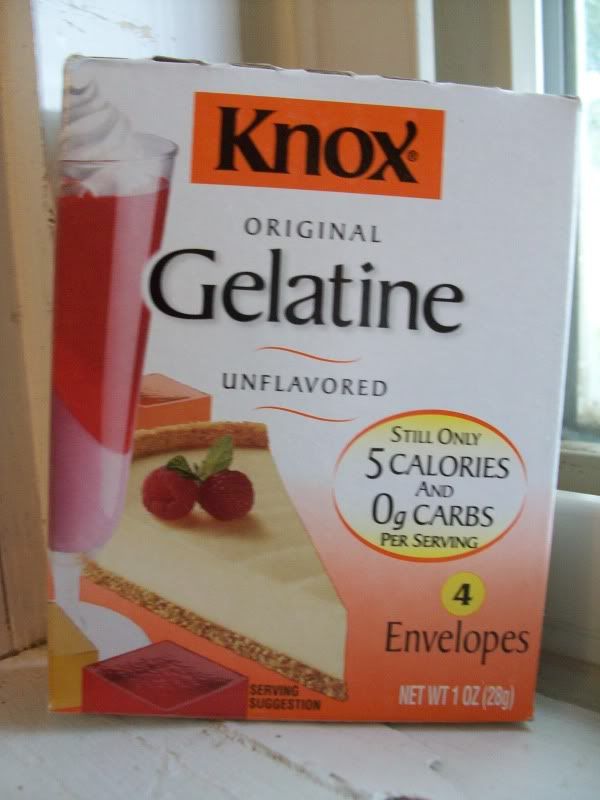 Knox®
ORIGINAL
Gelatine
UNFLAVORED
STILL ONLY
5 CALORIES
AND
0g CARBS
PER SERVING
4
Envelopes
SERVING
SUGGESTION
NET WT 1 OZ (28g)